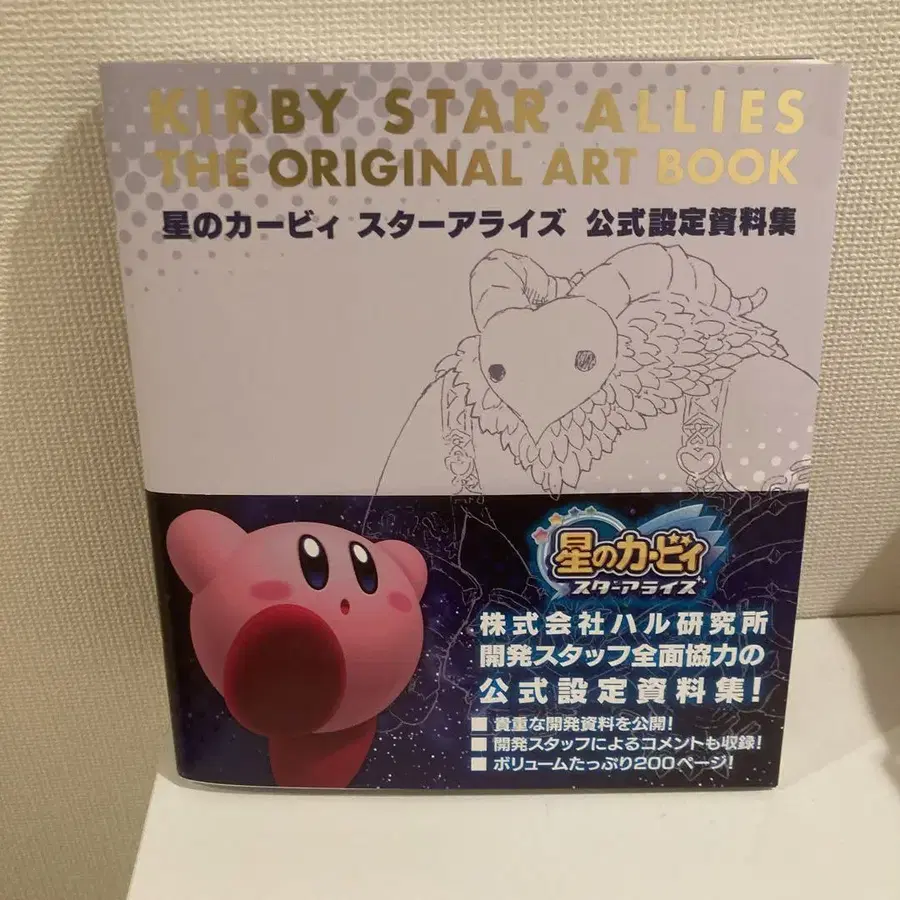 KIRBY STAR ALLIES
THE ORIGINAL ART BOOK
星のカービィ スターアライズ 公式設定資料集
星のカービィ
スターアライズ
株式会社ハル研究所
開発スタッフ全面協力の
公式設定資料集!
■ 貴重な開発資料を公開!
■ 開発スタッフによるコメントも収録!
■ ボリュームたっぷり200ページ!